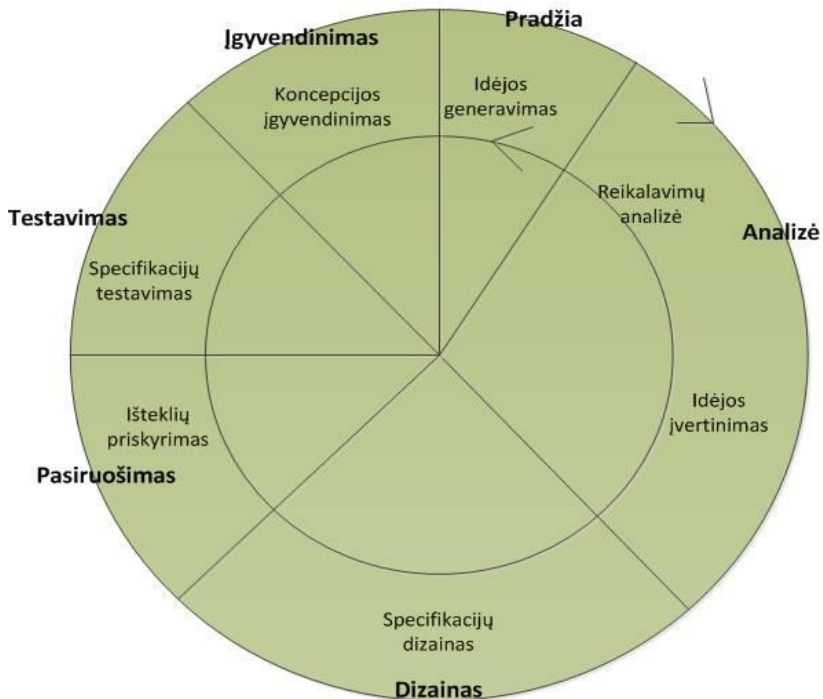 Pradžia
Idėjos
generavimas
Analizė
Reikalavimų
analizė
Idėjos
įvertinimas
Dizainas
Specifikacijų
dizainas
Pasiruošimas
Išteklių
priskyrimas
Testavimas
Specifikacijų
testavimas
Įgyvendinimas
Koncepcijos
įgyvendinimas